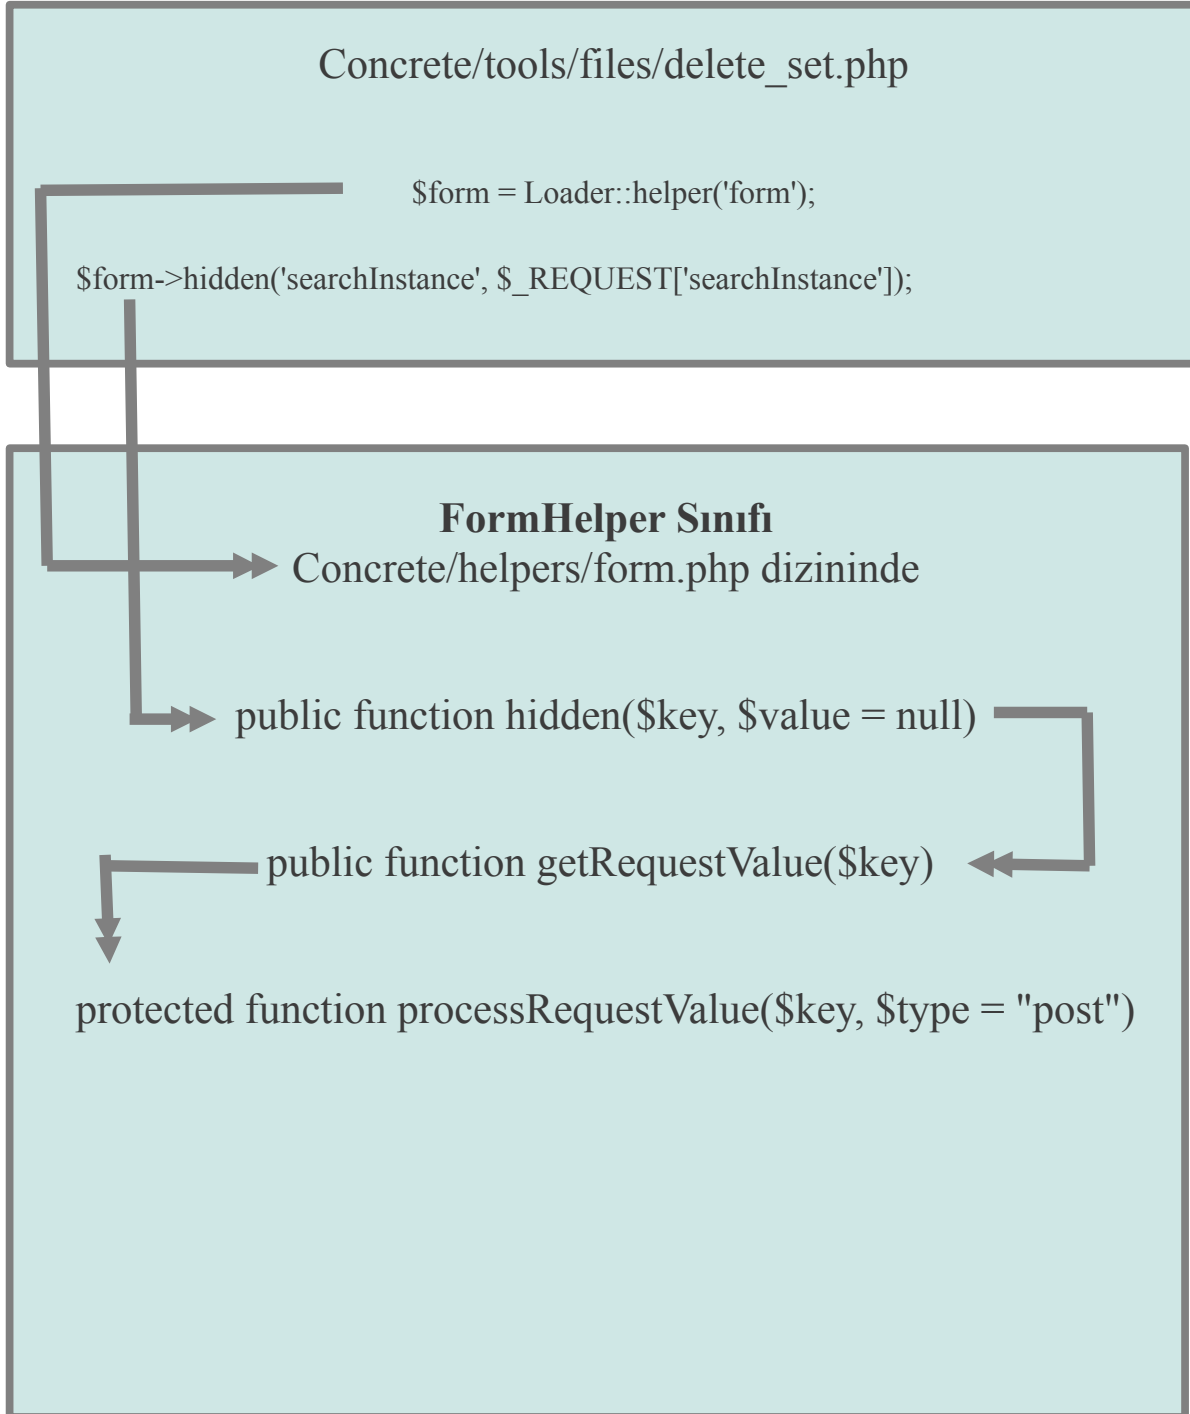 Concrete/tools/files/delete_set.php
$form = Loader::helper('form');
$form->hidden('searchInstance', $_REQUEST['searchInstance']);
FormHelper Sınıfı
Concrete/helpers/form.php dizininde
public function hidden($key, $value = null)
public function getRequestValue($key)
protected function processRequestValue($key, $type = "post")